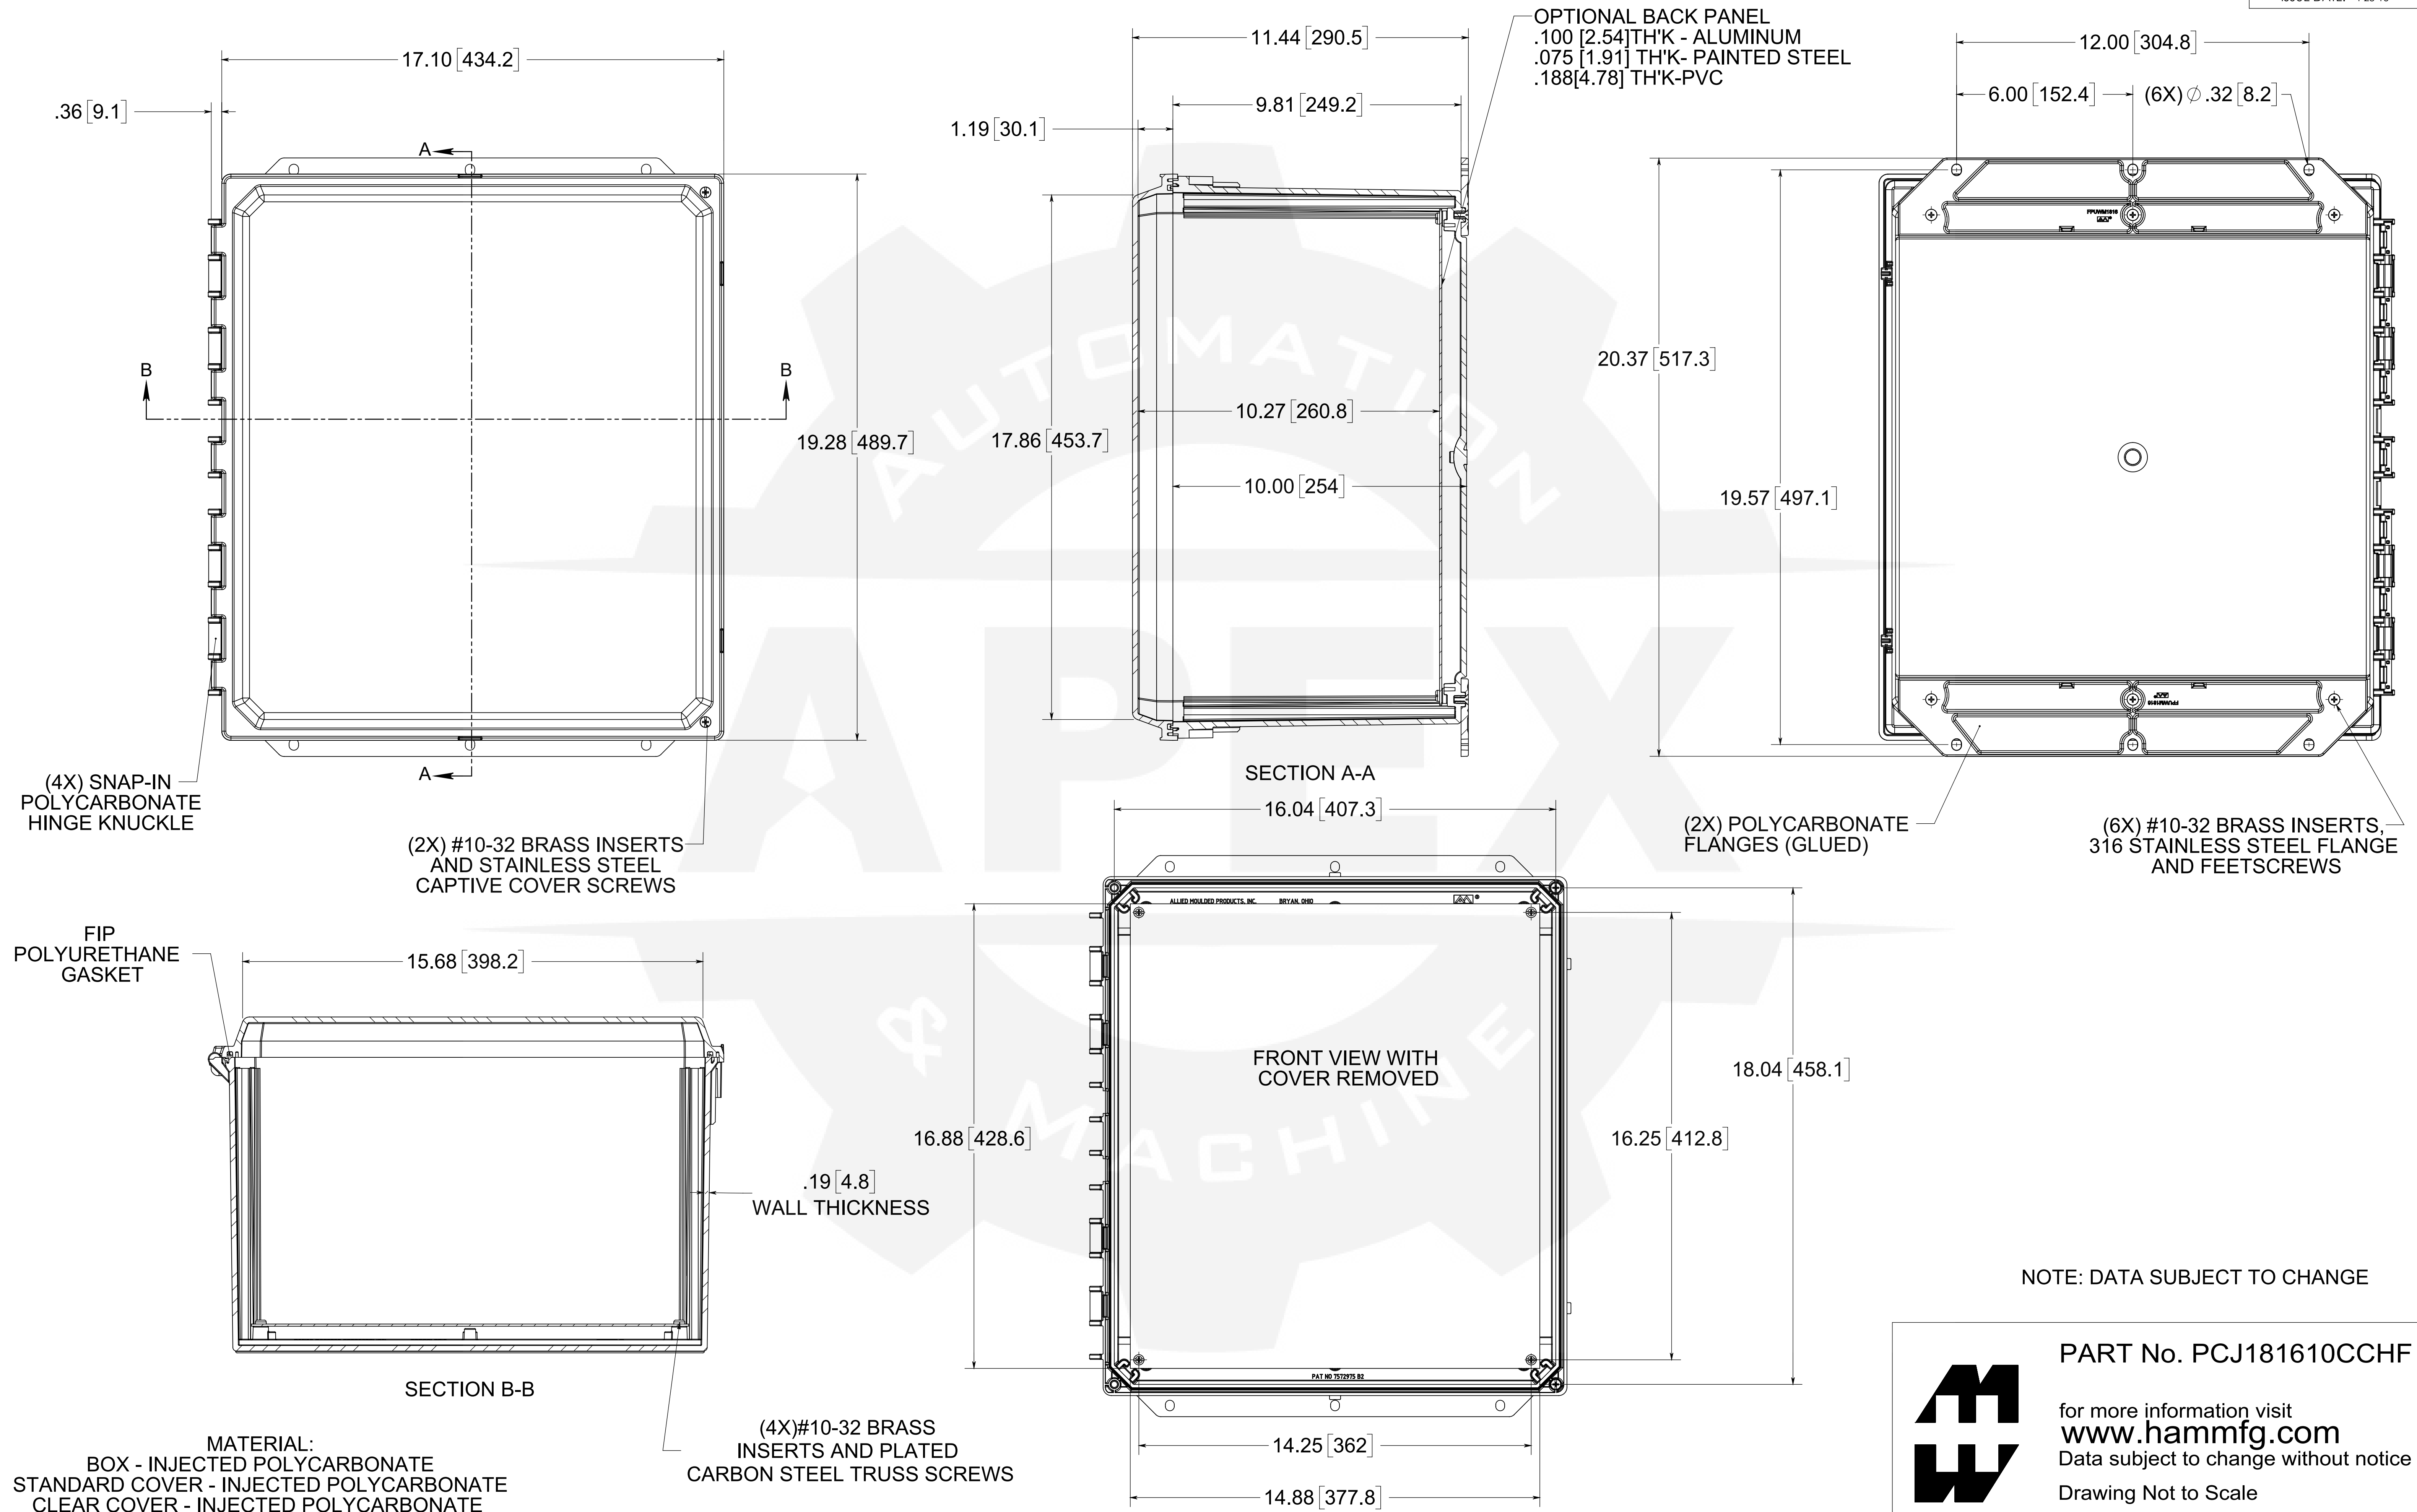 17.10 [434.2]
.36 [9.1]
A
B
B
19.28 [489.7]
A
(4X) SNAP-IN
POLYCARBONATE
HINGE KNUCKLE
(2X) #10-32 BRASS INSERTS
AND STAINLESS STEEL
CAPTIVE COVER SCREWS
11.44 [290.5]
9.81 [249.2]
1.19 [30.1]
OPTIONAL BACK PANEL
.100 [2.54]TH'K - ALUMINUM
.075 [1.91] TH'K- PAINTED STEEL
.188[4.78] TH'K-PVC
10.27 [260.8]
17.86 [453.7]
10.00 [254]
SECTION A-A
12.00 [304.8]
6.00 [152.4]
(6X) ∅ .32 [8.2]
FPUWM1816
20.37 [517.3]
19.57 [497.1]
FPUWM1816
(2X) POLYCARBONATE
FLANGES (GLUED)
(6X) #10-32 BRASS INSERTS,
316 STAINLESS STEEL FLANGE
AND FEETSCREWS
AUTOMATION
APEX
& MACHINE
FIP
POLYURETHANE
GASKET
15.68 [398.2]
.19 [4.8]
WALL THICKNESS
SECTION B-B
(4X)#10-32 BRASS
INSERTS AND PLATED
CARBON STEEL TRUSS SCREWS
MATERIAL:
BOX - INJECTED POLYCARBONATE
STANDARD COVER - INJECTED POLYCARBONATE
CLEAR COVER - INJECTED POLYCARBONATE
16.04 [407.3]
ALLIED MOULDED PRODUCTS, INC. BRYAN, OHIO
FRONT VIEW WITH
COVER REMOVED
18.04 [458.1]
16.88 [428.6]
16.25 [412.8]
PAT NO 7572975 B2
14.25 [362]
14.88 [377.8]
NOTE: DATA SUBJECT TO CHANGE
PART No. PCJ181610CCHF
for more information visit
www.hammfg.com
Data subject to change without notice
Drawing Not to Scale